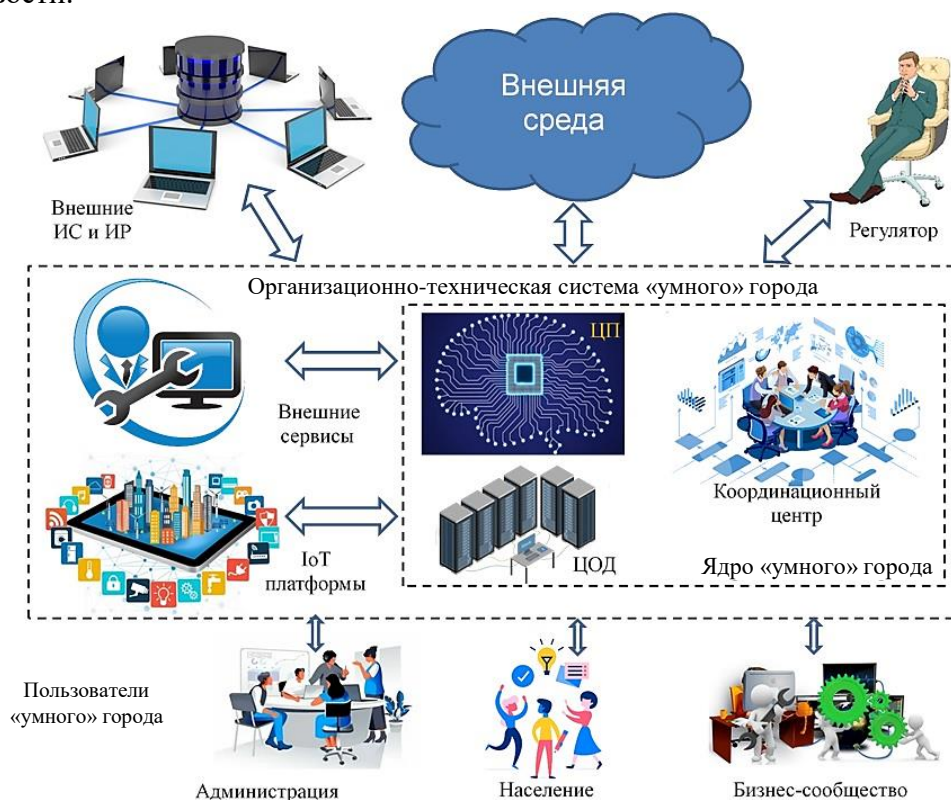 Внешняя
среда
Внешние
ИС и ИР
Регулятор
Организационно-техническая система «умного» города
ЦП
Внешние
сервисы
Координационный
центр
IoT
платформы
ЦОД
Ядро «умного» города
Пользователи
«умного» города
Администрация
Население
Бизнес-сообщество